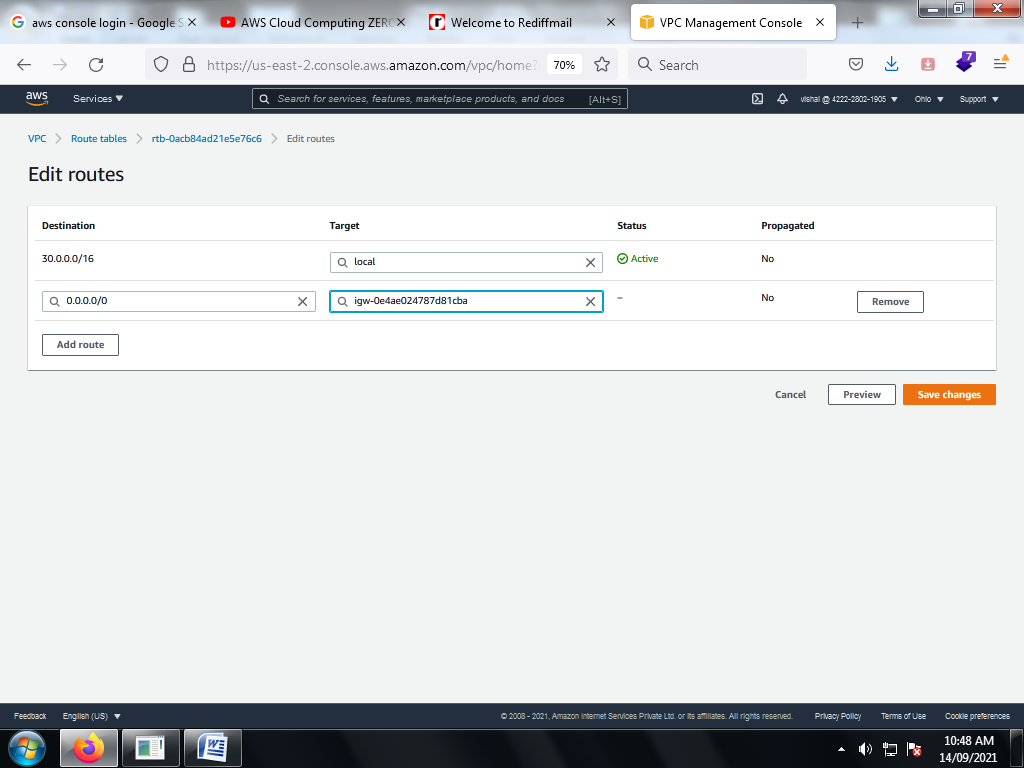 aws console login - Google S
AWS Cloud Computing ZERO
Welcome to Rediffmail
VPC Management Console
https://us-east-2.console.aws.amazon.com/vpc/home?
70%
Search
7
aws
Services
Search for services, features, marketplace products, and docs
[Alt+S]
vishal @ 4222-2802-1905
Ohio
Support
VPC
Route tables
rtb-0acb84ad21e5e76c6
Edit routes
Edit routes
Destination Target Status Propagated
30.0.0.0/16 local Active No
0.0.0.0/0 igw-0e4ae024787d81cba – No Remove
Add route
Cancel Preview Save changes
Feedback English (US) © 2008 - 2021, Amazon Internet Services Private Ltd. or its affiliates. All rights reserved. Privacy Policy Terms of Use Cookie preferences
10:48 AM
14/09/2021